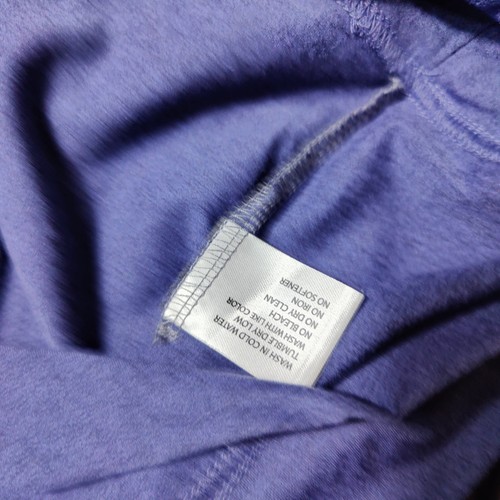 WASH IN COLD WATER
TUMBLE DRY LOW
WASH WITH LIKE COLOR
NO BLEACH
NO DRY CLEAN
NO IRON
NO SOFTENER